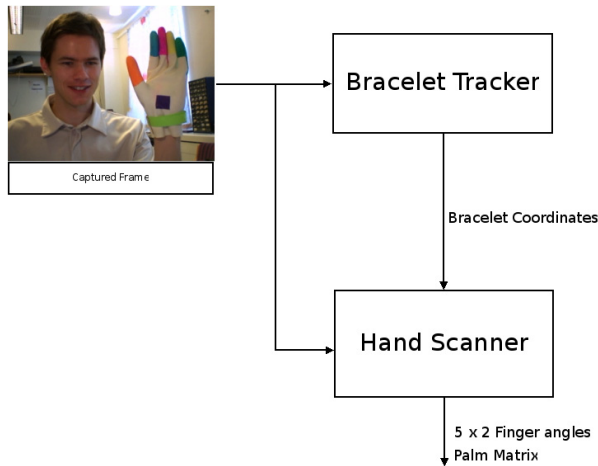 Bracelet Tracker
Captured Frame
Bracelet Coordinates
Hand Scanner
5 x 2 Finger angles
Palm Matrix